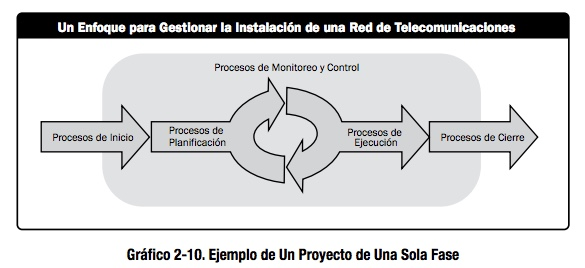 Un Enfoque para Gestionar la Instalación de una Red de Telecomunicaciones
Procesos de Monitoreo y Control
Procesos de Inicio
Procesos de
Planificación
Procesos de
Ejecución
Procesos de Cierre
Gráfico 2-10. Ejemplo de Un Proyecto de Una Sola Fase